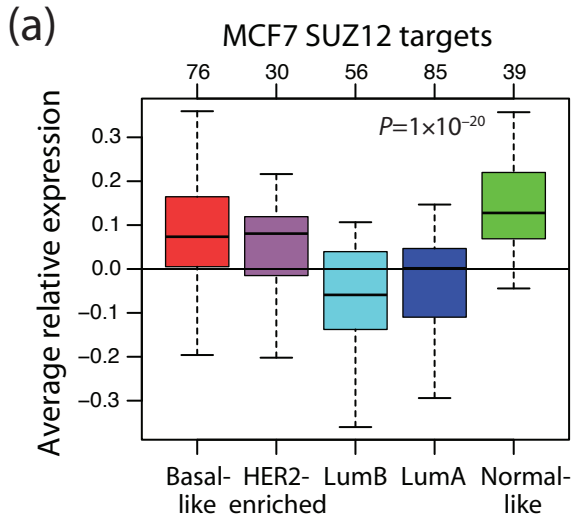 (a)
MCF7 SUZ12 targets
76 30 56 85 39
P=1×10⁻²⁰
Average relative expression
0.3
0.2
0.1
0.0
−0.1
−0.2
−0.3
Basal- HER2- LumB LumA Normal-
like enriched like